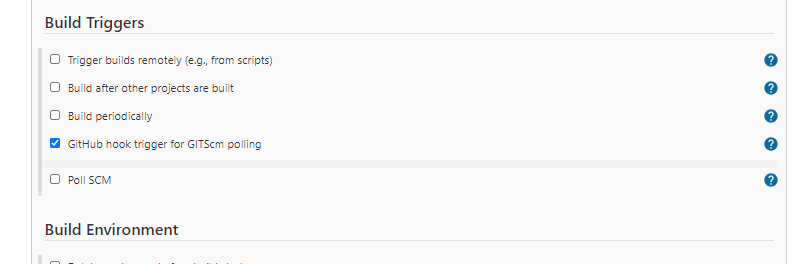 Build Triggers
Trigger builds remotely (e.g., from scripts)
?
Build after other projects are built
?
Build periodically
?
GitHub hook trigger for GITScm polling
?
Poll SCM
?
Build Environment